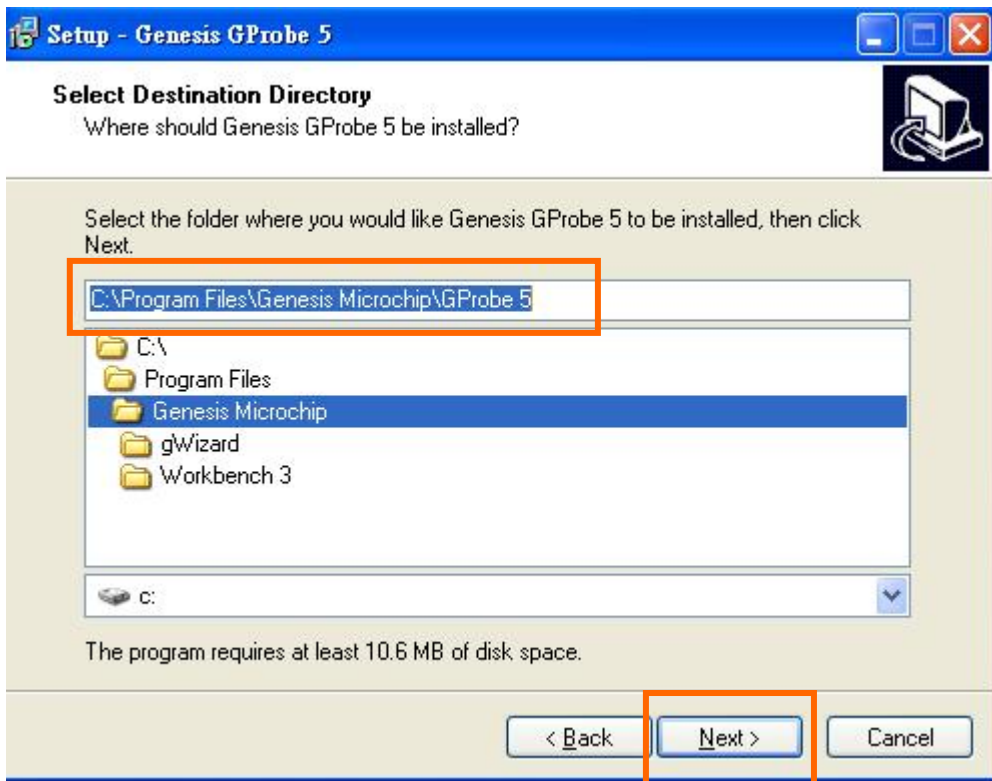 Setup - Genesis GProbe 5
Select Destination Directory
Where should Genesis GProbe 5 be installed?
Select the folder where you would like Genesis GProbe 5 to be installed, then click
Next.
C:\Program Files\Genesis Microchip\GProbe 5
C:\
Program Files
Genesis Microchip
gWizard
Workbench 3
c:
The program requires at least 10.6 MB of disk space.
< Back
Next >
Cancel